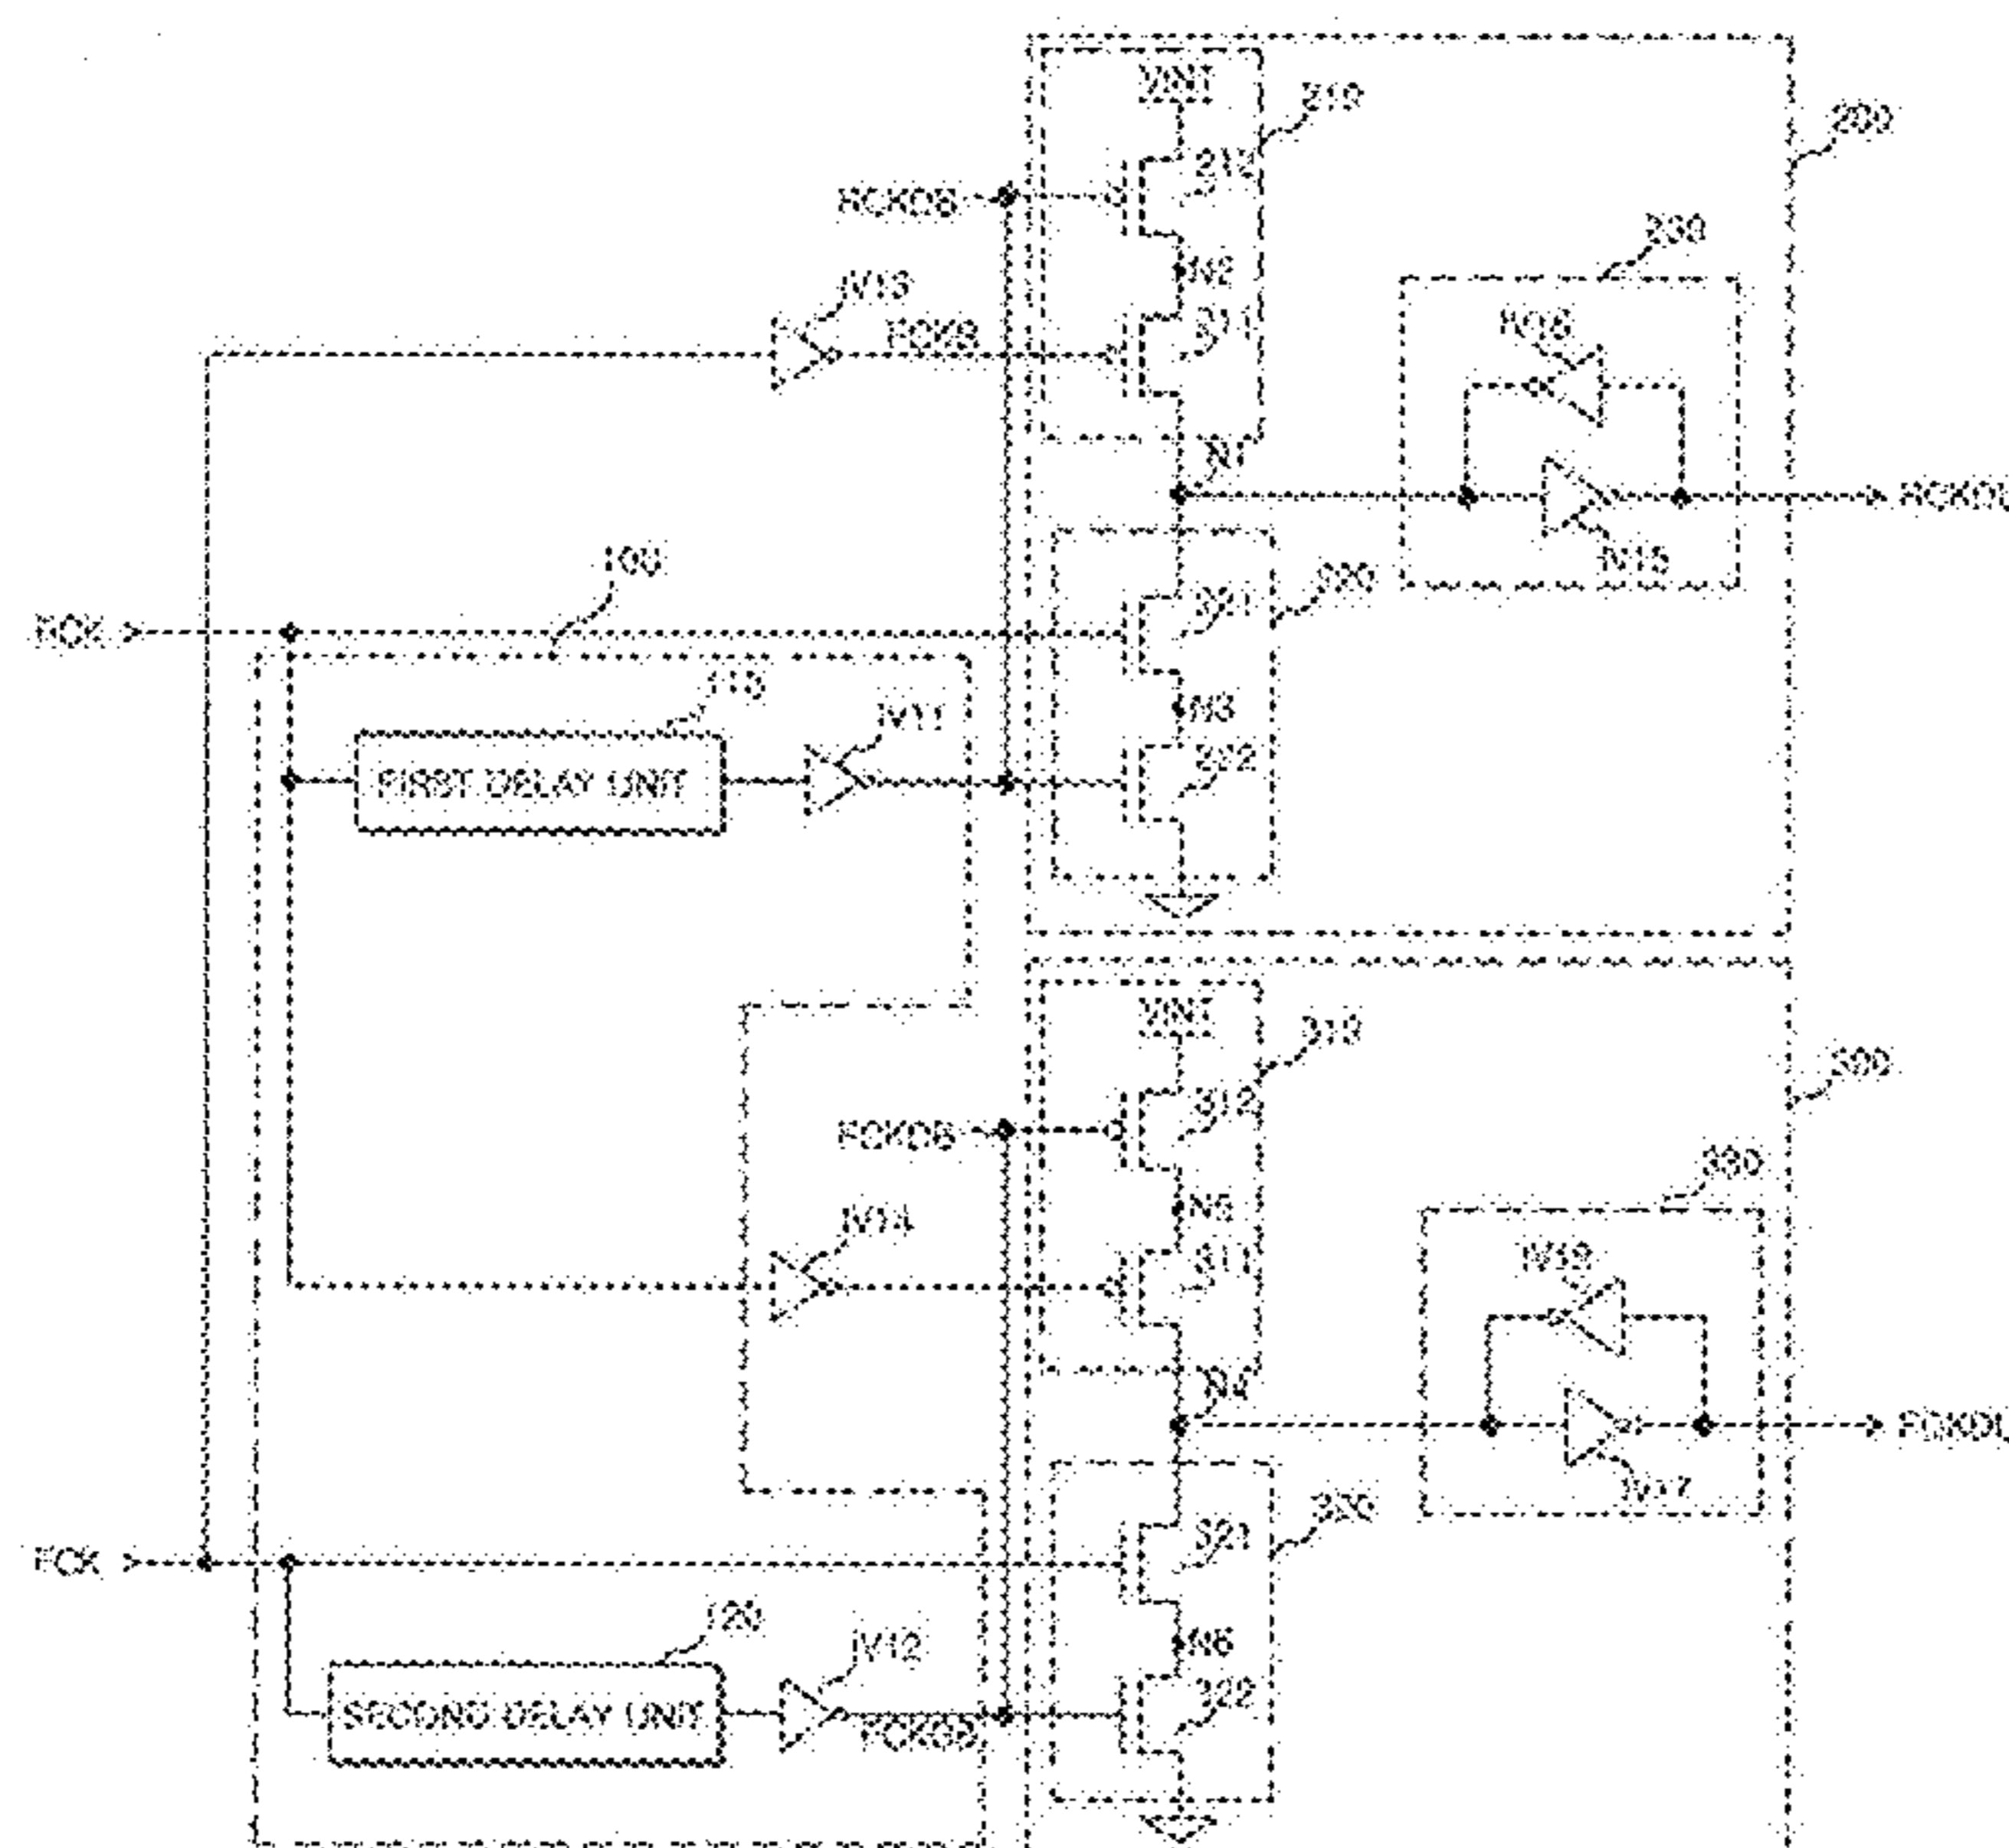 VINT
210
200
212
RCKDB
230
N2
IV13
FCKB
211
IV16
N1
RCKDL
IV15
100
220
221
RCK
110
IV11
N3
222
FIRST DELAY UNIT
VINT
310
300
312
FCKDB
330
N5
IV14
311
N4
FCKDL
IV17
321
FCK
120
IV12
N6
322
SECOND DELAY UNIT
FCKDB